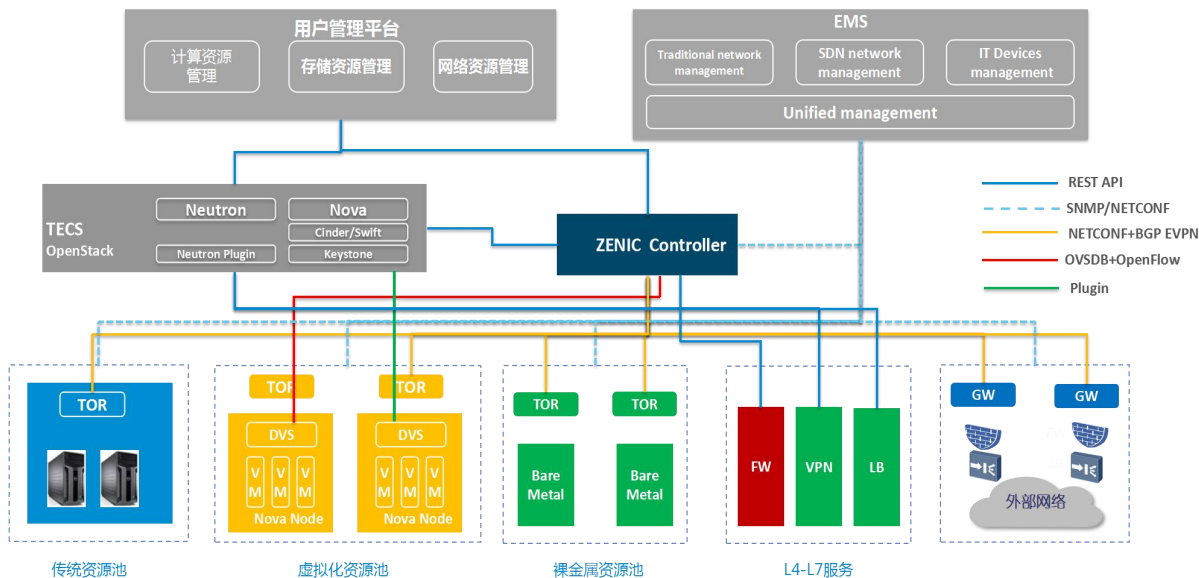 用户管理平台
计算资源
管理
存储资源管理
网络资源管理
EMS
Traditional network
management
SDN network
management
IT Devices
management
Unified management
TECS
OpenStack
Neutron
Nova
Cinder/Swift
Neutron Plugin
Keystone
ZENIC Controller
REST API
SNMP/NETCONF
NETCONF+BGP EVPN
OVSDB+OpenFlow
Plugin
TOR
TOR
TOR
DVS
DVS
VM
VM
VM
VM
VM
VM
Nova Node
Nova Node
TOR
TOR
Bare
Metal
Bare
Metal
FW
VPN
LB
GW
GW
外部网络
传统资源池
虚拟化资源池
裸金属资源池
L4-L7服务